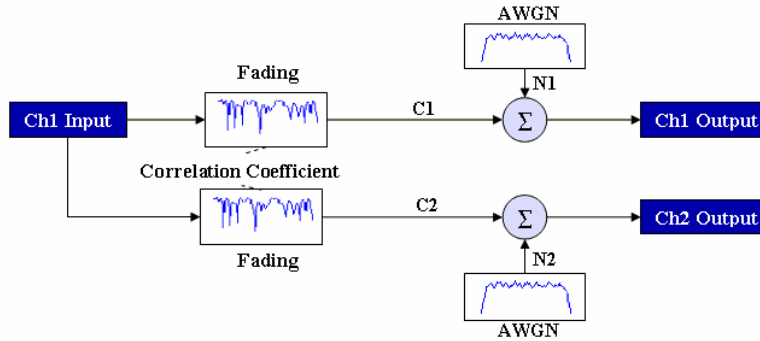 AWGN
Fading
N1
C1
Ch1 Input
Σ
Ch1 Output
Correlation Coefficient
C2
Σ
Ch2 Output
Fading
N2
AWGN